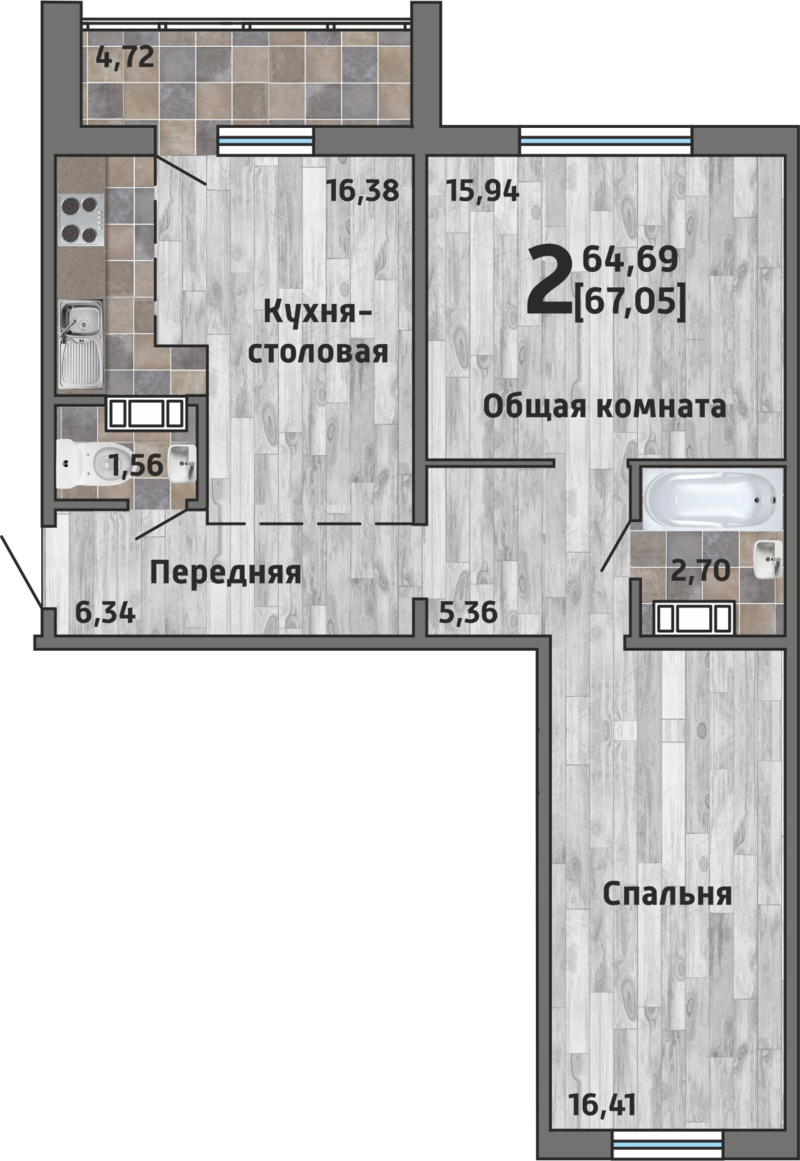 4,72
16,38
15,94
2
64,69
[67,05]
Кухня-
столовая
Общая комната
1,56
Передняя
2,70
6,34
5,36
Спальня
16,41